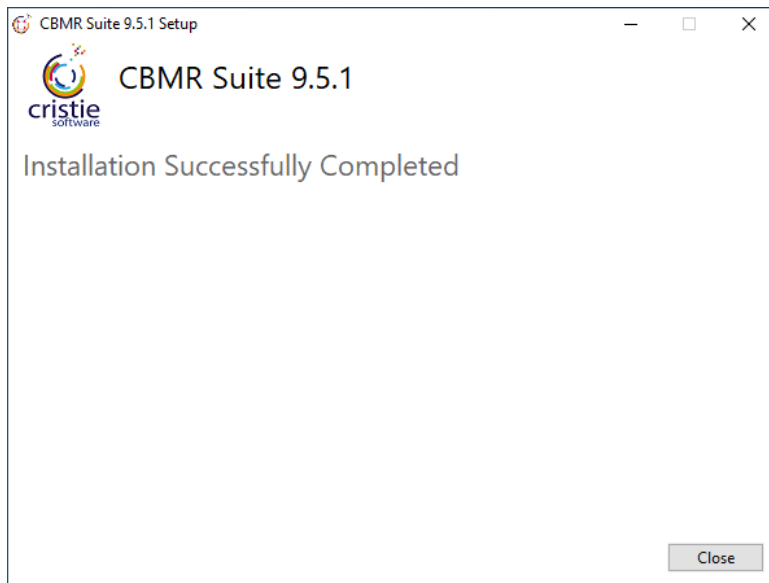 CBMR Suite 9.5.1 Setup
cristie
software
CBMR Suite 9.5.1
Installation Successfully Completed
Close